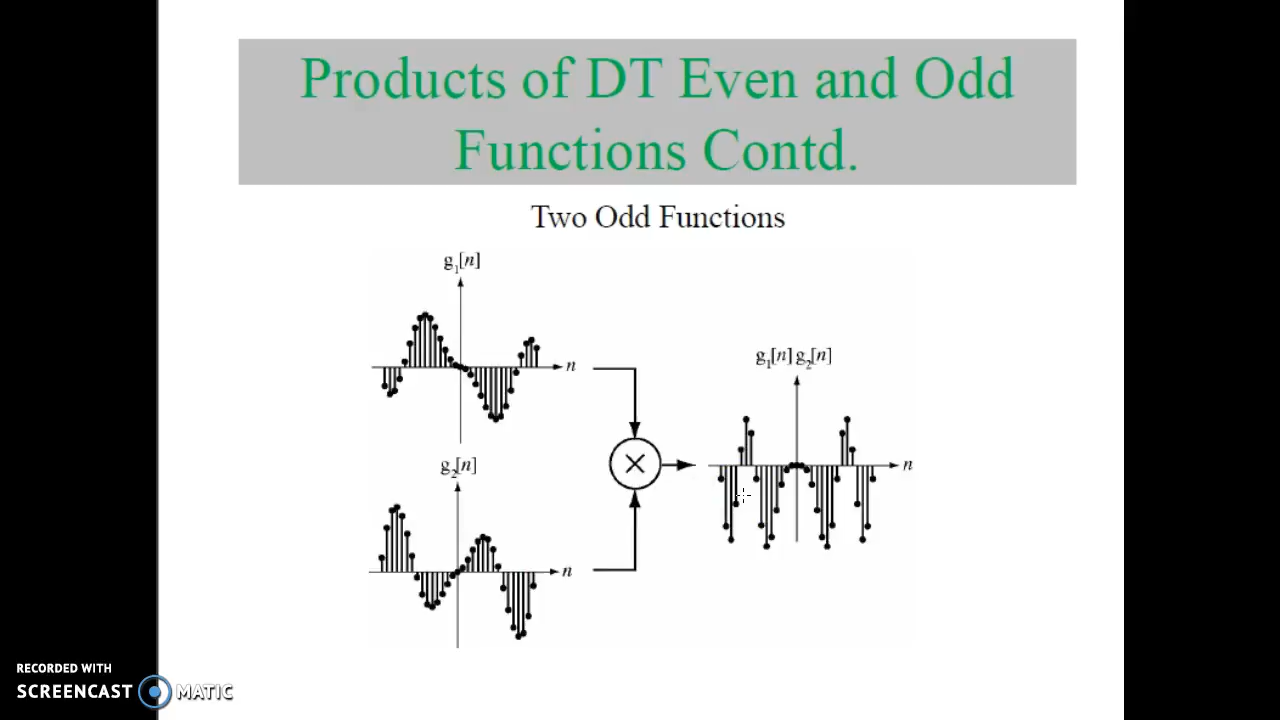 Products of DT Even and Odd
Functions Contd.
Two Odd Functions
g1[n]
n
g1[n] g2[n]
n
g2[n]
n
RECORDED WITH
SCREENCAST MATIC